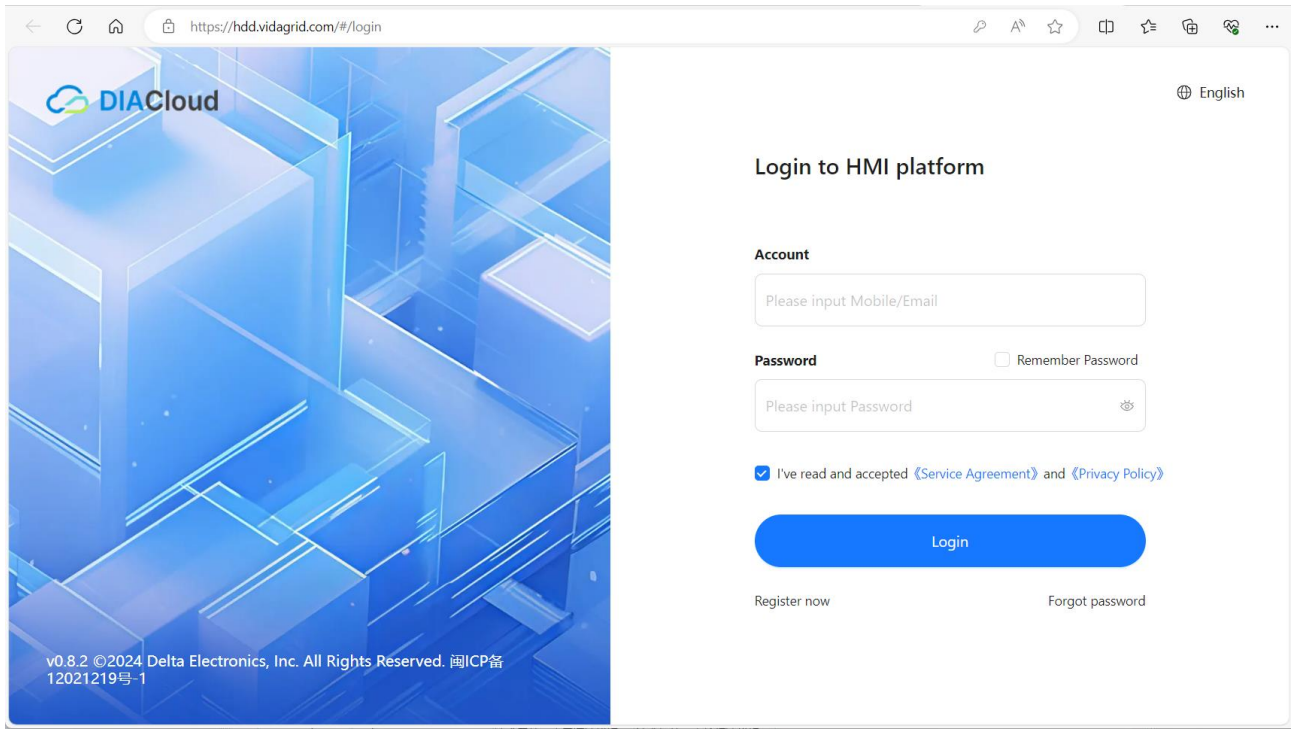 https://hdd.vidagrid.com/#/login
DIACloud
English
Login to HMI platform
Account
Please input Mobile/Email
Password
Remember Password
Please input Password
I've read and accepted 《Service Agreement》 and 《Privacy Policy》
Login
Register now
Forgot password
v0.8.2 ©2024 Delta Electronics, Inc. All Rights Reserved. 闽ICP备
12021219号-1